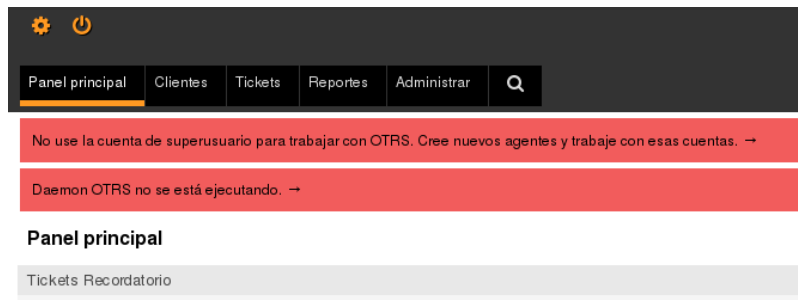 Panel principal Clientes Tickets Reportes Administrar
No use la cuenta de superusuario para trabajar con OTRS. Cree nuevos agentes y trabaje con esas cuentas. →
Daemon OTRS no se está ejecutando. →
Panel principal
Tickets Recordatorio